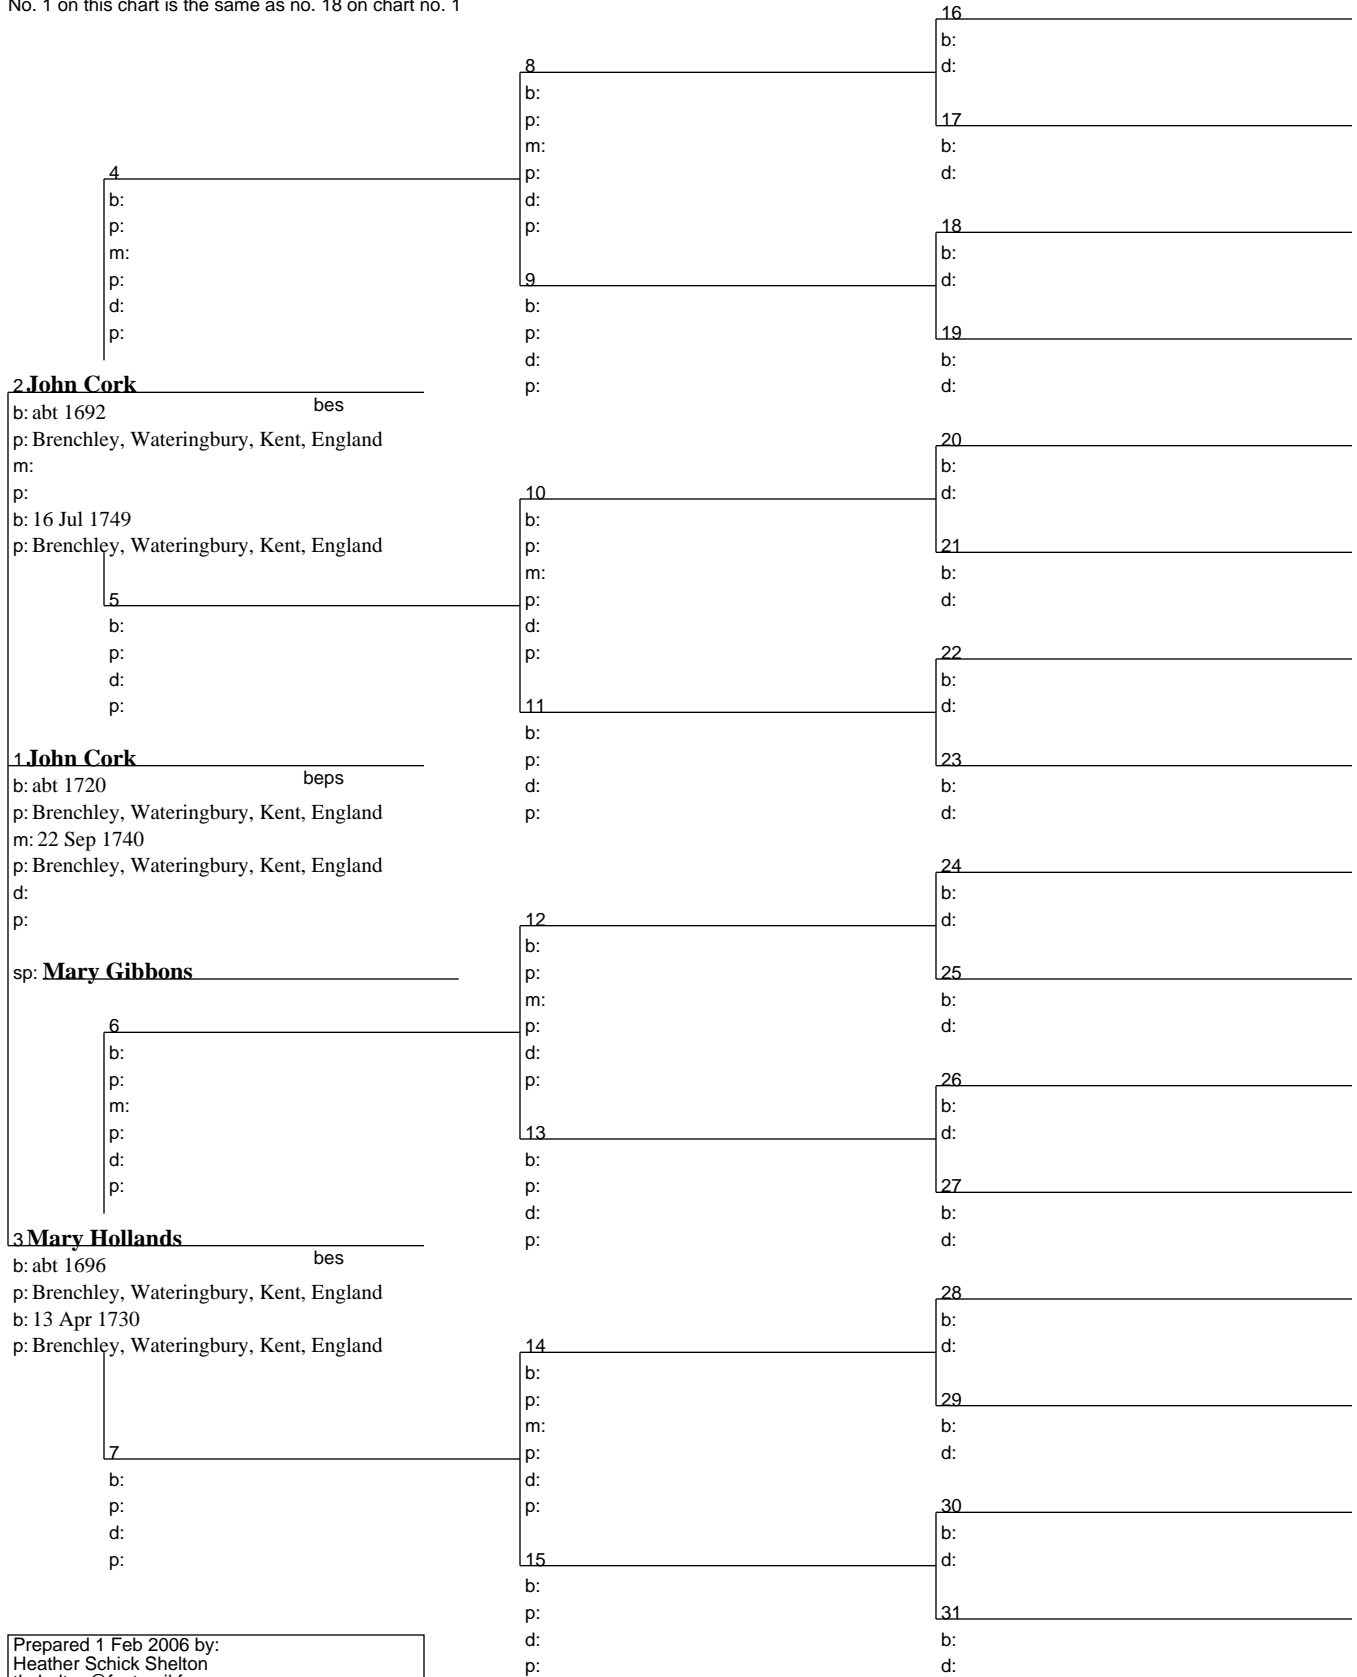 No. 1 on this chart is the same as no. 18 on chart no. 1
16
b:
d:
8
b:
p:
m:
p:
d:
p:
17
b:
d:
4
b:
p:
m:
p:
d:
p:
18
b:
d:
9
b:
p:
d:
p:
19
b:
d:
2 John Cork
bes
b: abt 1692
p: Brenchley, Wateringbury, Kent, England
m:
p:
b: 16 Jul 1749
p: Brenchley, Wateringbury, Kent, England
20
b:
d:
10
b:
p:
m:
p:
d:
p:
21
b:
d:
5
b:
p:
d:
p:
22
b:
d:
11
b:
p:
d:
p:
23
b:
d:
1 John Cork
beps
b: abt 1720
p: Brenchley, Wateringbury, Kent, England
m: 22 Sep 1740
p: Brenchley, Wateringbury, Kent, England
d:
p:
sp: Mary Gibbons
24
b:
d:
12
b:
p:
m:
p:
d:
p:
25
b:
d:
6
b:
p:
m:
p:
d:
p:
26
b:
d:
13
b:
p:
d:
p:
27
b:
d:
3 Mary Hollands
bes
b: abt 1696
p: Brenchley, Wateringbury, Kent, England
b: 13 Apr 1730
p: Brenchley, Wateringbury, Kent, England
28
b:
d:
14
b:
p:
m:
p:
d:
p:
29
b:
d:
7
b:
p:
d:
p:
30
b:
d:
15
b:
p:
d:
p:
31
b:
d:
Prepared 1 Feb 2006 by:
Heather Schick Shelton